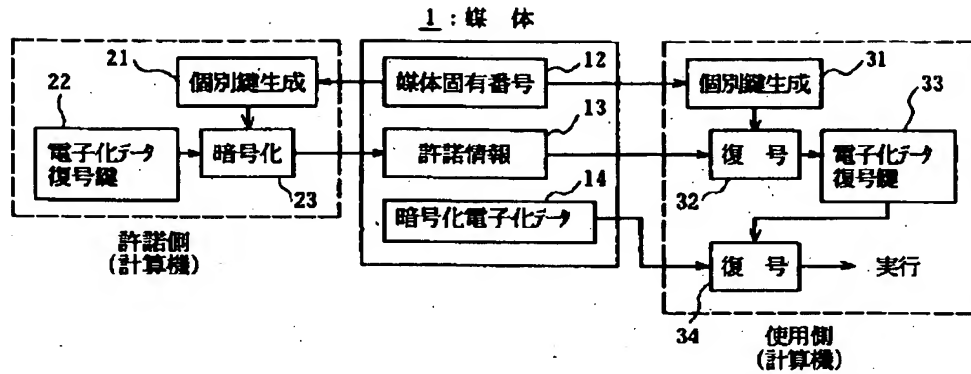 1：媒 体
21
個別鍵生成
22
電子化データ
復号鍵
暗号化
23
許諾側
(計算機)
媒体固有番号
12
許諾情報
13
暗号化電子化データ
14
個別鍵生成
31
復 号
32
電子化データ
復号鍵
33
復 号
34
実行
使用側
(計算機)